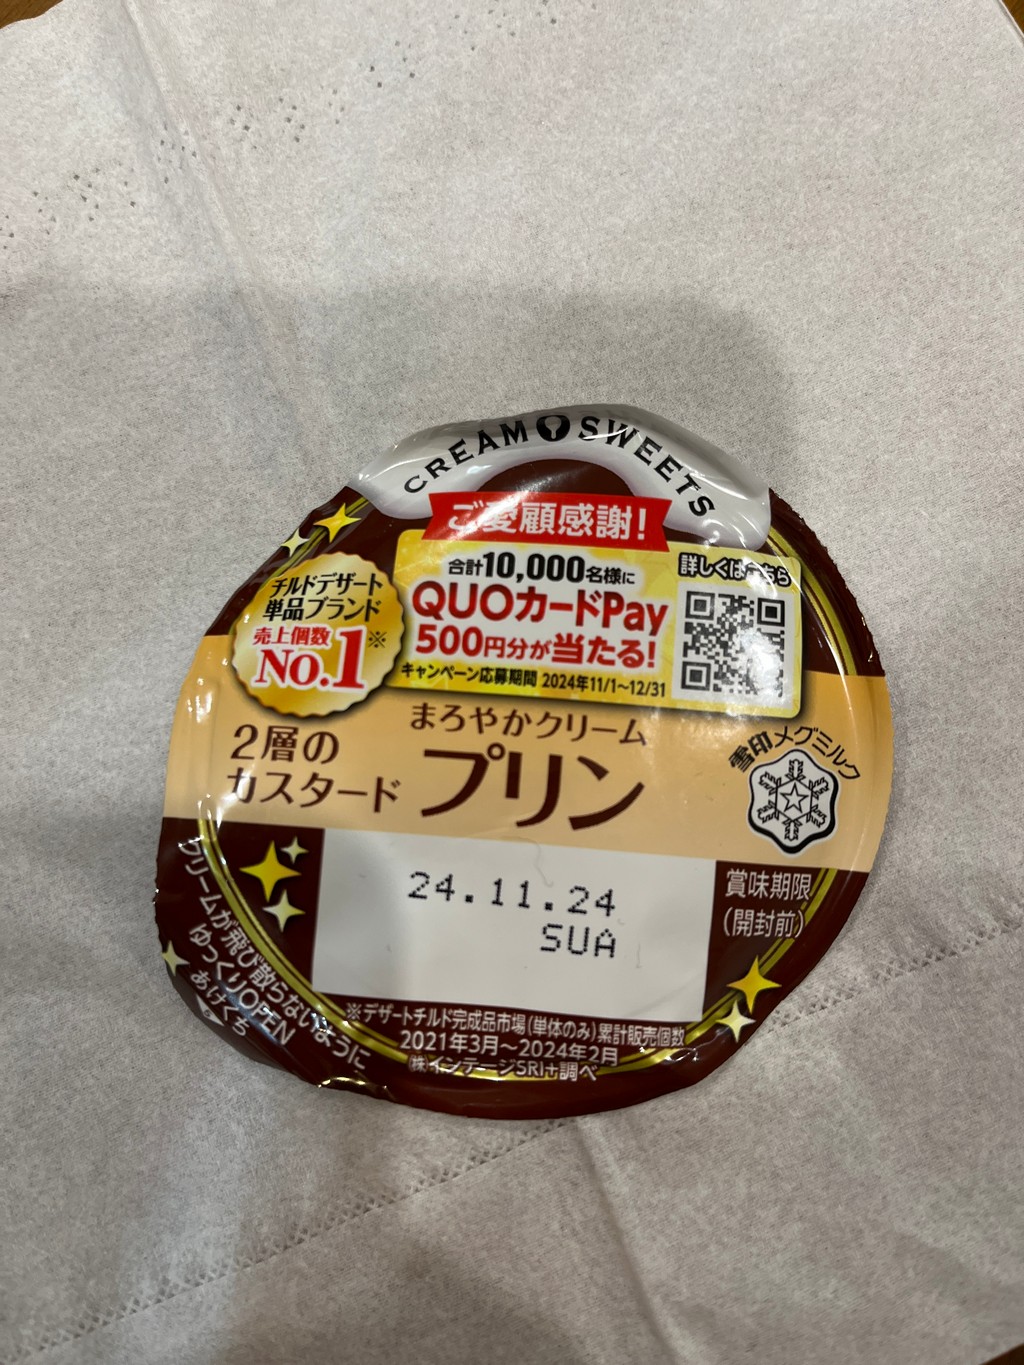 CREAM SWEETS
ご愛顧感謝!
合計10,000名様に
QUOカードPay
500円分が当たる!
キャンペーン応募期間 2024年11/1〜12/31
詳しくはこちら
チルドデザート
単品ブランド
売上個数
No.1※
まろやかクリーム
2層の
カスタード
プリン
雪印メグミルク
24.11.24
SUA
賞味期限
(開封前)
クリームが飛び散らないように
ゆっくりOPEN
あけくち
※デザートチルド完成品市場(単体のみ)累計販売個数
2021年3月〜2024年2月
㈱インテージSRI+調べ